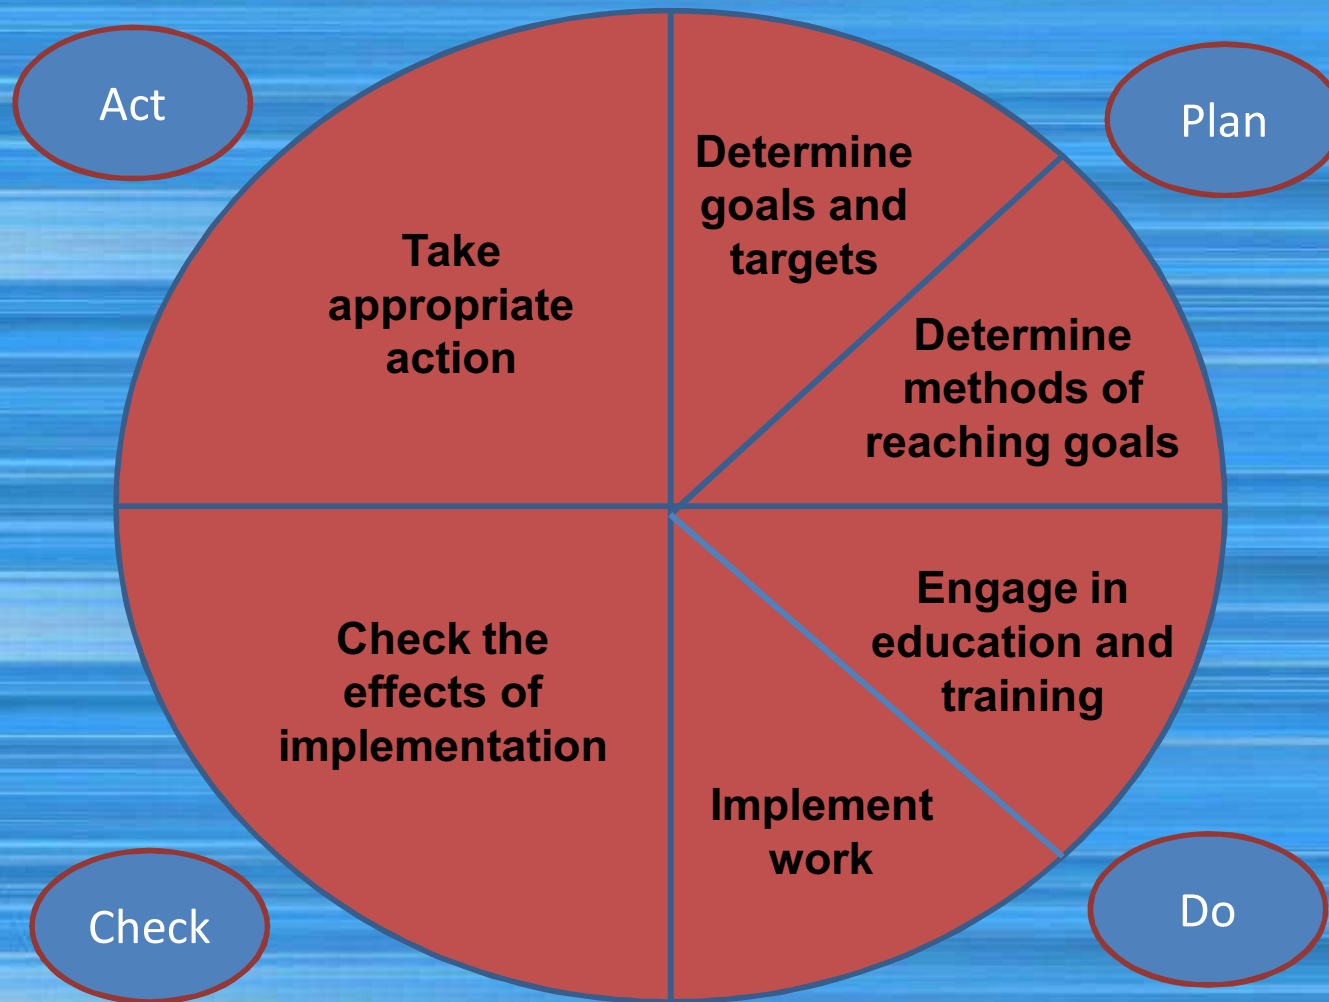 Act
Plan
Determine
goals and
targets
Take
appropriate
action
Determine
methods of
reaching goals
Engage in
education and
training
Check the
effects of
implementation
Implement
work
Check
Do